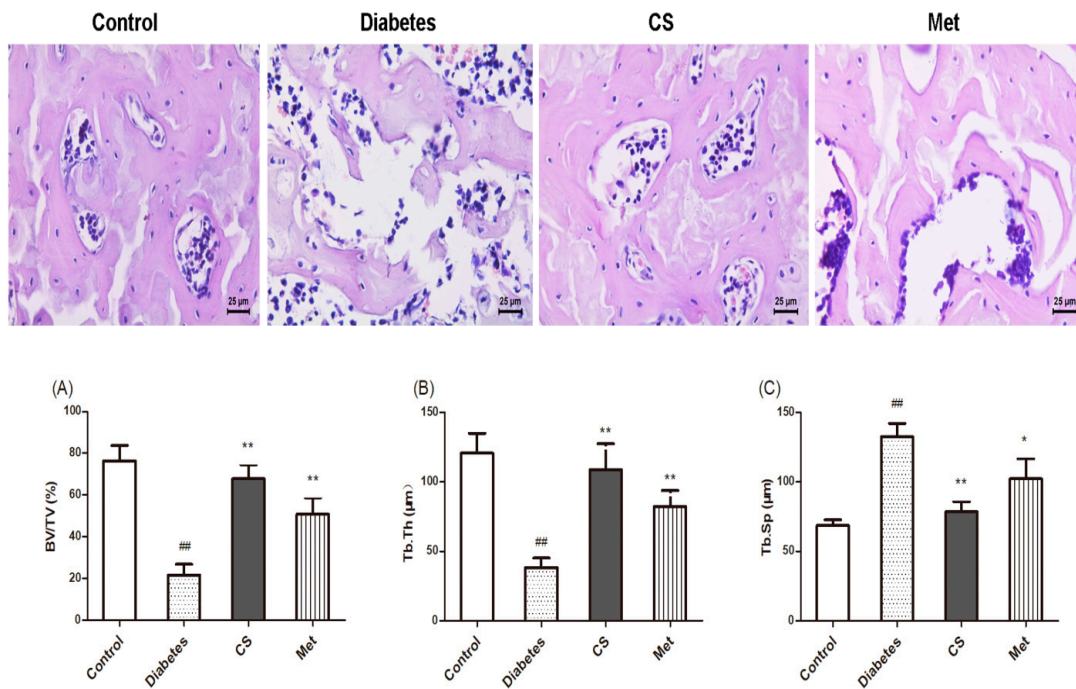 Control Diabetes CS Met
25 µm 25 µm 25 µm 25 µm
(A)
BV/TV (%)
100
80
60
40
20
0
##
**
**
Control Diabetes CS Met
(B)
Tb.Th (µm)
150
100
50
0
##
**
**
Control Diabetes CS Met
(C)
Tb.Sp (µm)
150
100
50
0
##
**
*
Control Diabetes CS Met